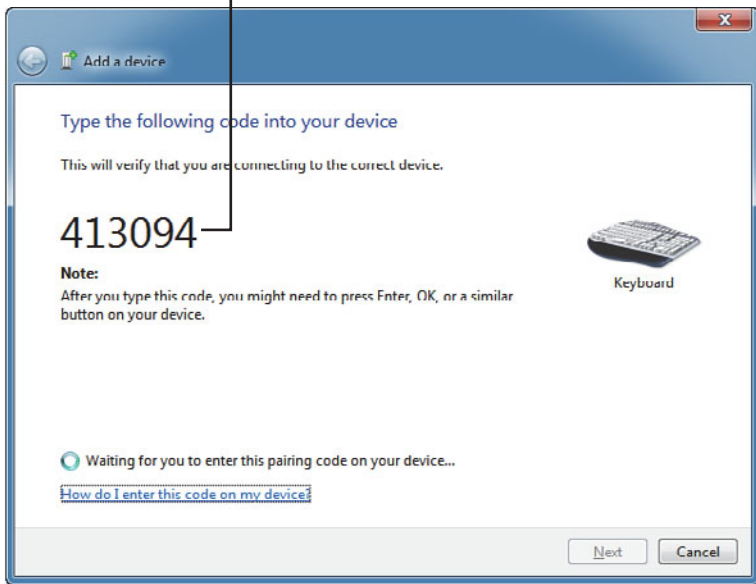 Add a device
Type the following code into your device
This will verify that you are connecting to the correct device.
413094
Note:
After you type this code, you might need to press Enter, OK, or a similar
button on your device.
Keyboard
Waiting for you to enter this pairing code on your device...
How do I enter this code on my device?
Next
Cancel